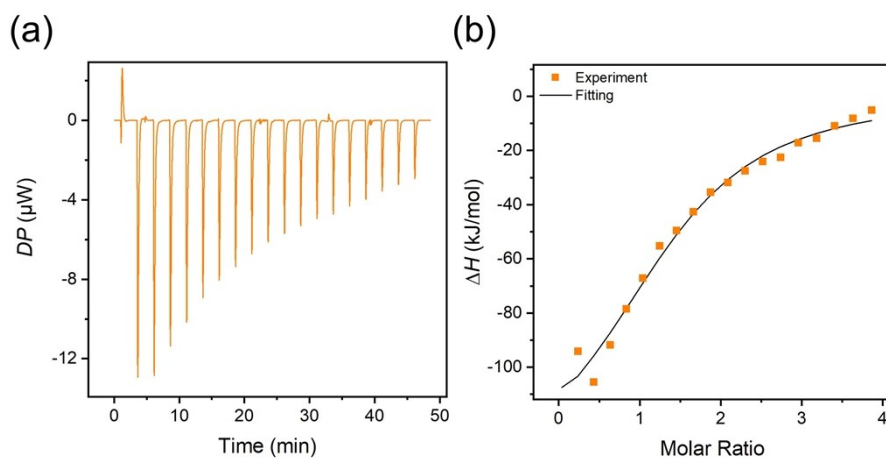 (a)
0
-4
-8
-12
DP (µW)
0
10
20
30
40
50
Time (min)
(b)
Experiment
Fitting
0
-20
-40
-60
-80
-100
ΔH (kJ/mol)
0
1
2
3
4
Molar Ratio